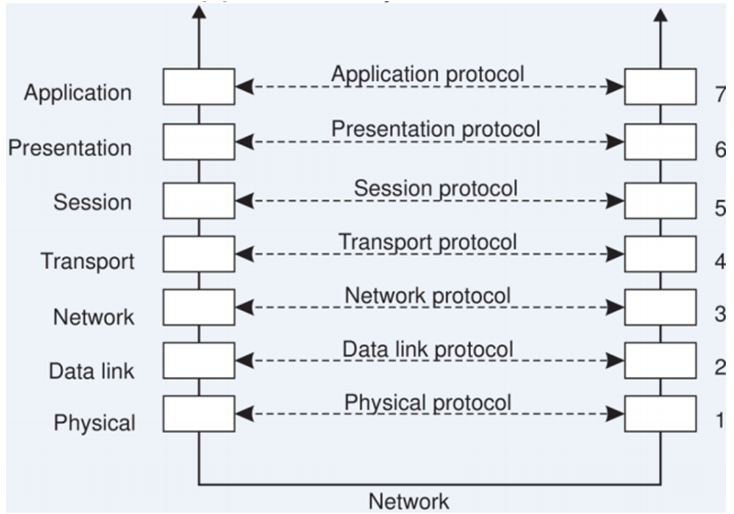 Application protocol
Application 7
Presentation protocol
Presentation 6
Session protocol
Session 5
Transport protocol
Transport 4
Network protocol
Network 3
Data link protocol
Data link 2
Physical protocol
Physical 1
Network